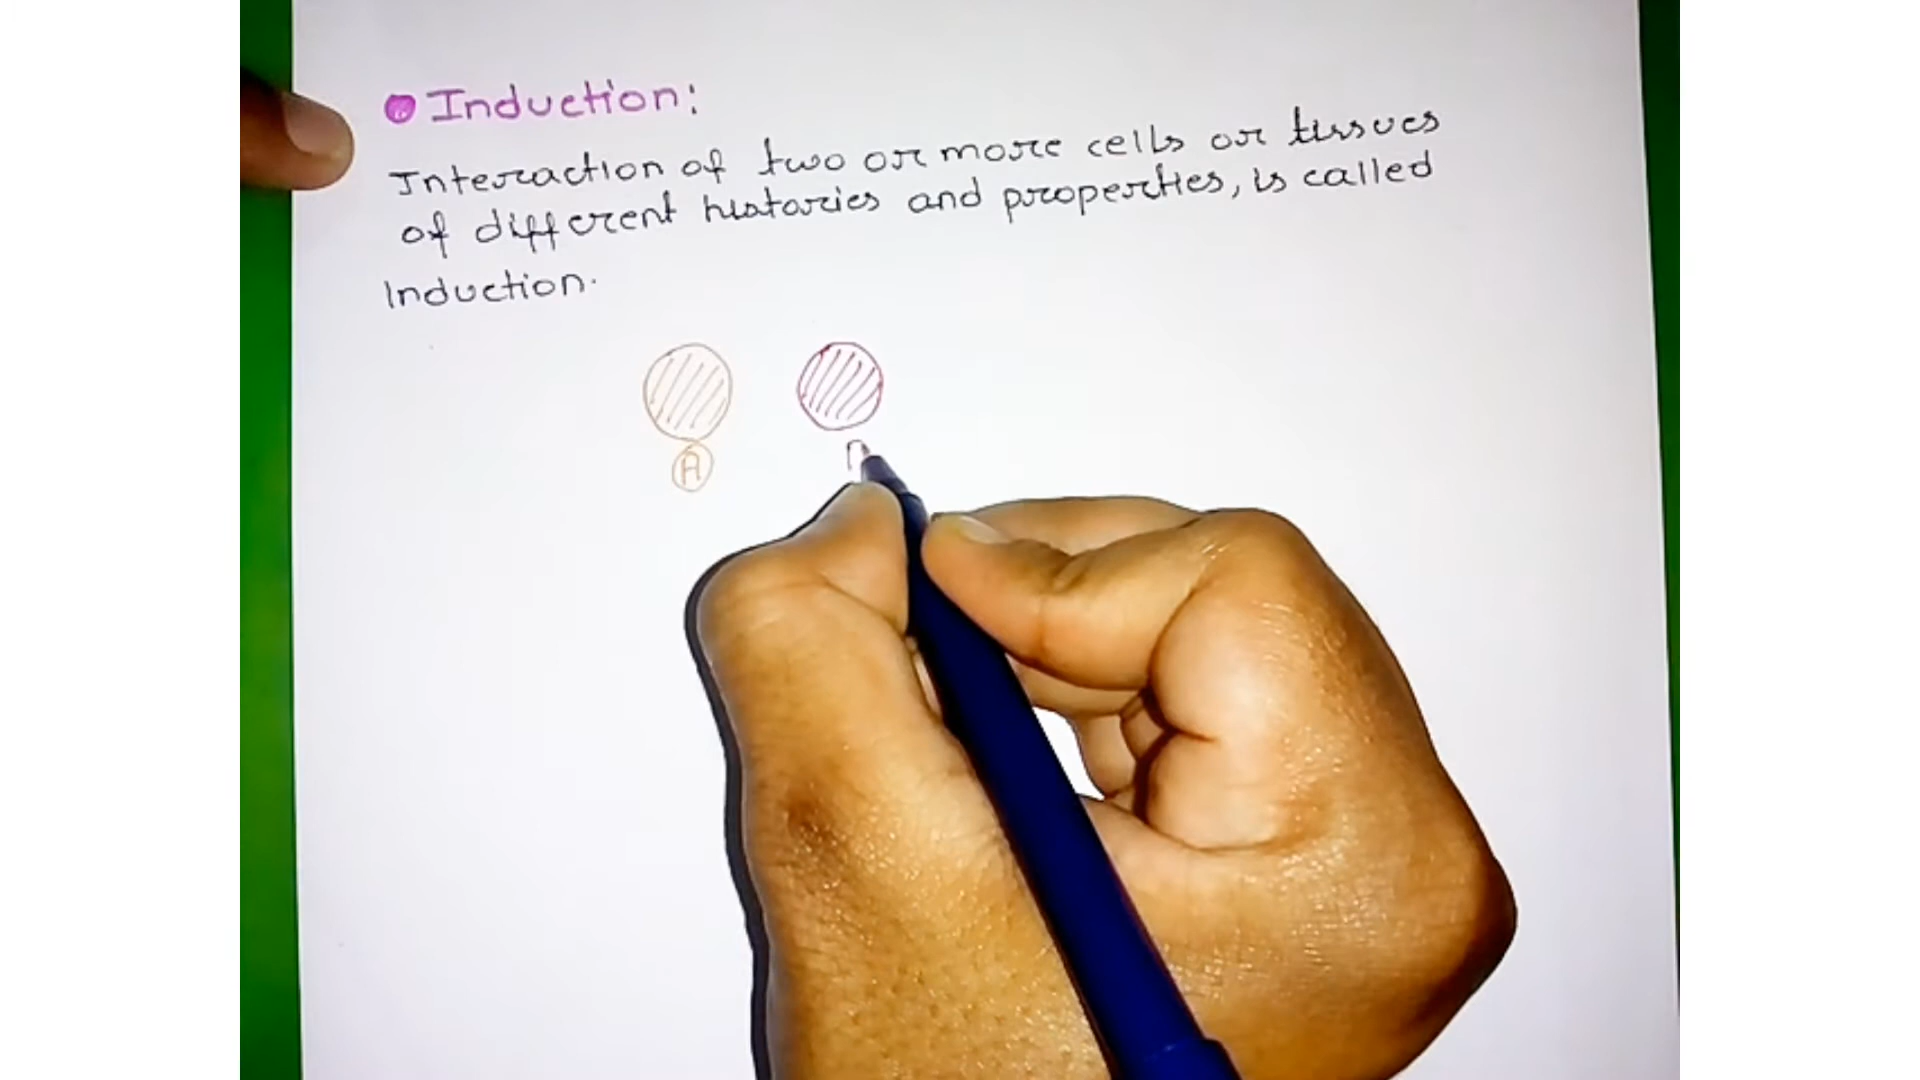 Induction:
Interaction of two or more cells or tissues
of different histories and properties, is called
Induction.
A